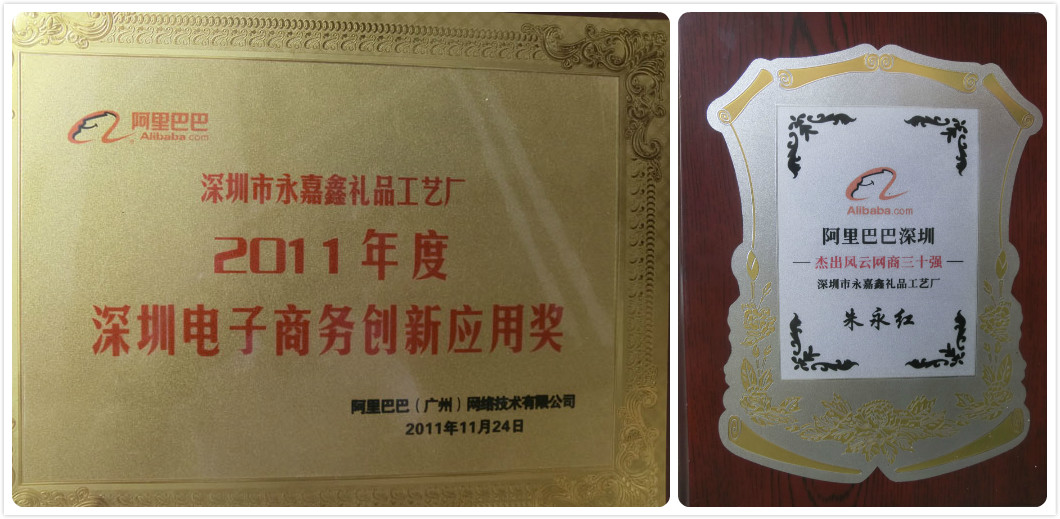 阿里巴巴
Alibaba.com
深圳市永嘉鑫礼品工艺厂
2011年度
深圳电子商务创新应用奖
阿里巴巴（广州）网络技术有限公司
2011年11月24日
Alibaba.com
阿里巴巴深圳
杰出风云网商三十强
深圳市永嘉鑫礼品工艺厂
朱永红